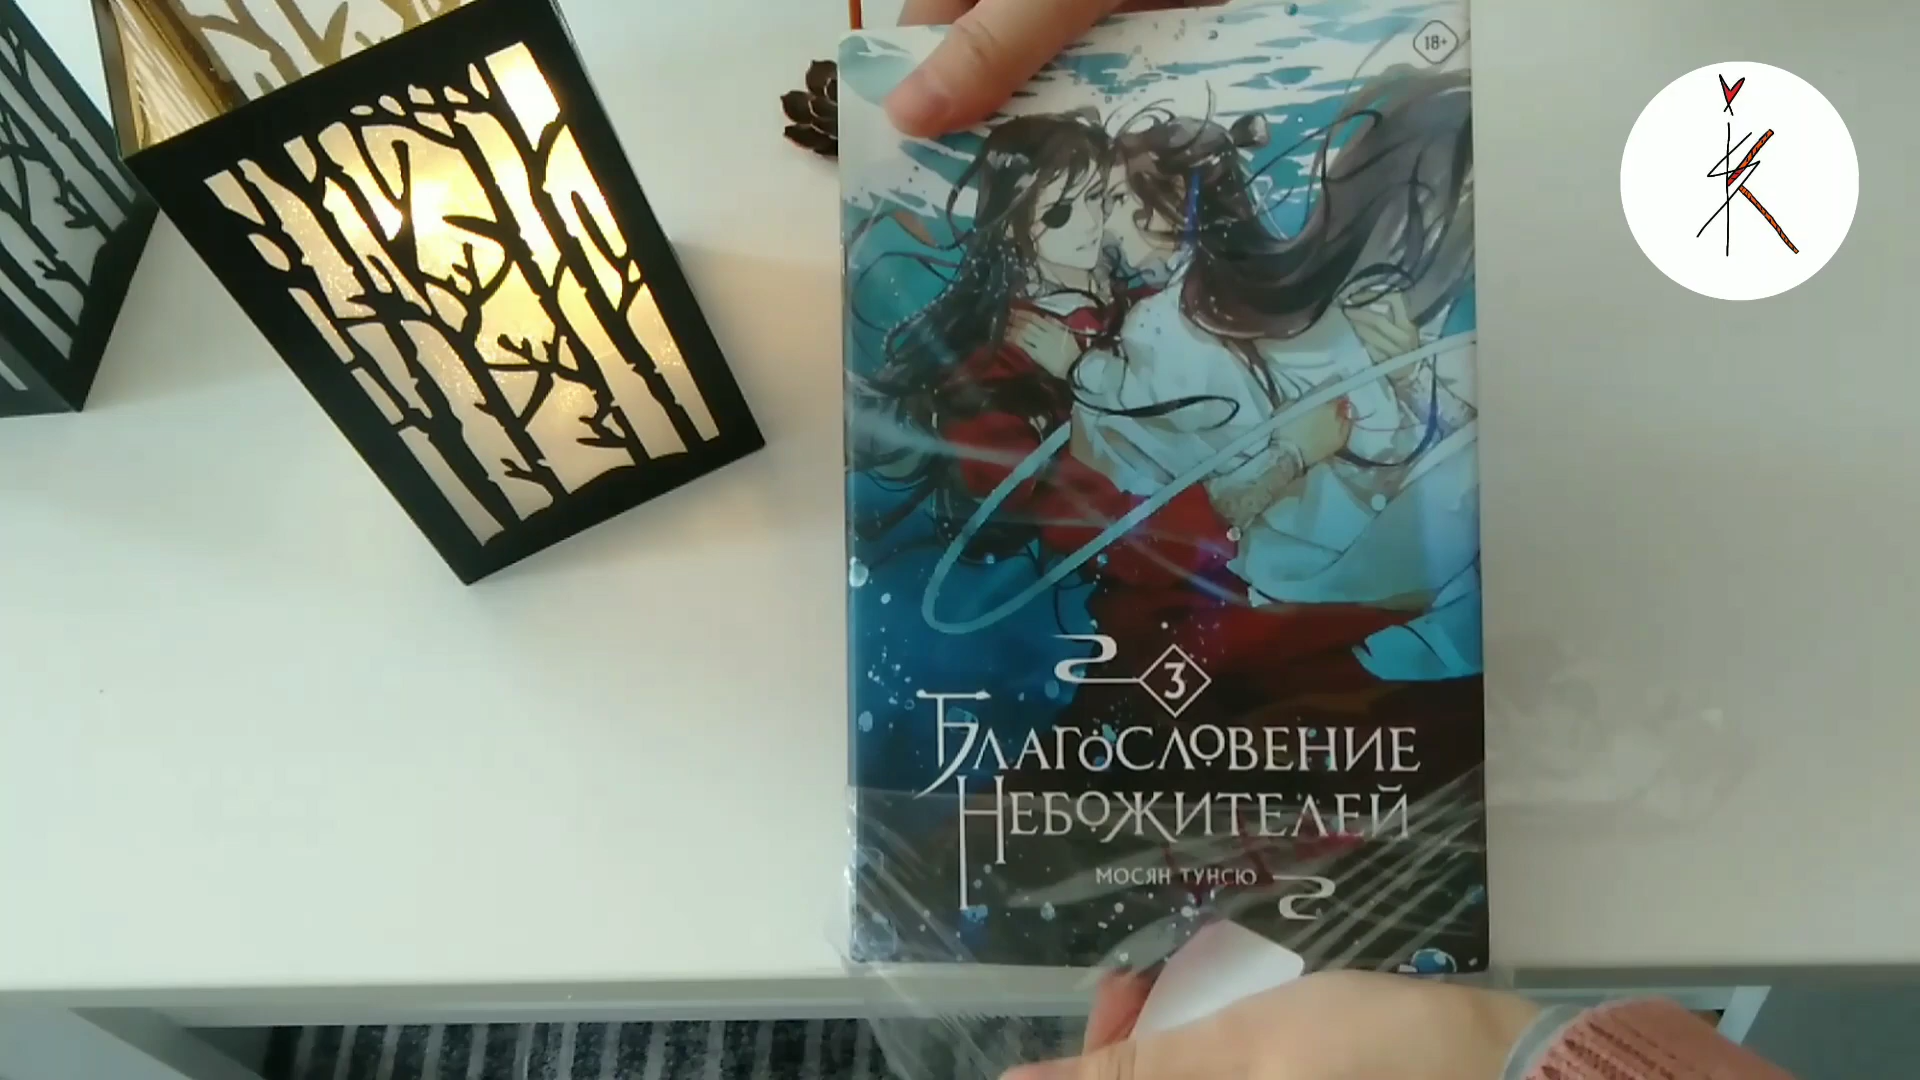 18+
3
Благословение
Небожителей
МОСЯН ТУНСЮ